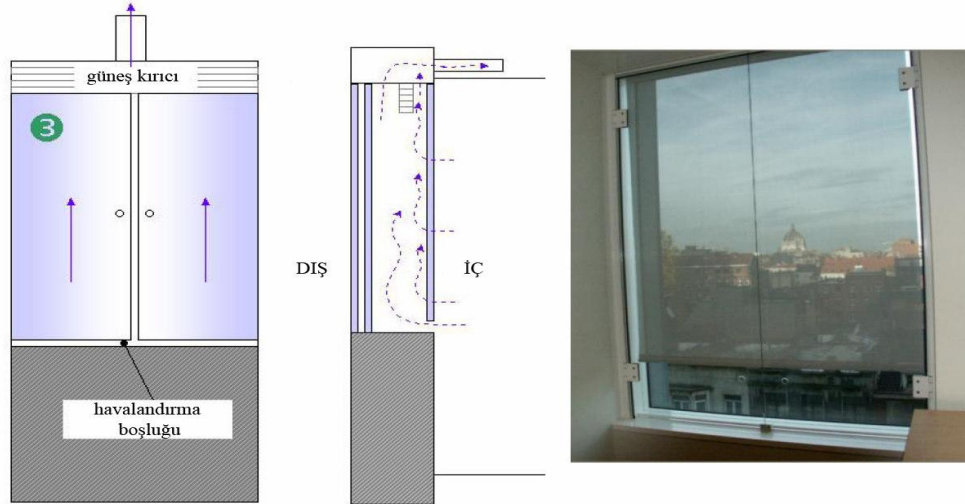 güneş kırıcı
3
havalandırma
boşluğu
DIŞ
İÇ